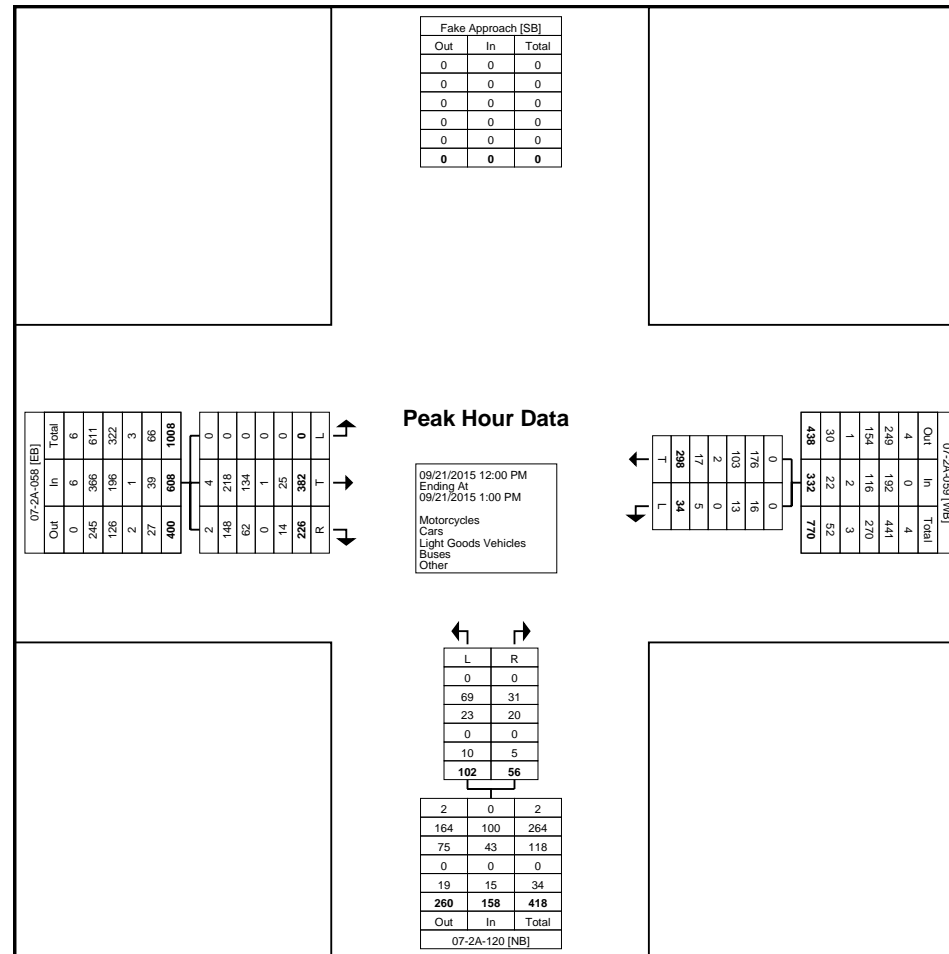 Fake Approach [SB]
Out In Total
0 0 0
0 0 0
0 0 0
0 0 0
0 0 0
0 0 0
07-2A-058 [EB]
Out In Total
0 6 6
245 366 611
126 196 322
2 1 3
27 39 66
400 608 1008
0 4 2
0 218 148
0 134 62
0 1 0
0 25 14
0 382 226
L T R
Peak Hour Data
09/21/2015 12:00 PM
Ending At
09/21/2015 1:00 PM
Motorcycles
Cars
Light Goods Vehicles
Buses
Other
T L
298 34
17 5
2 0
103 13
176 16
0 0
07-2A-059 [WB]
Out In Total
4 0 4
249 192 441
154 116 270
1 2 3
30 22 52
438 332 770
L R
0 0
69 31
23 20
0 0
10 5
102 56
2 0 2
164 100 264
75 43 118
0 0 0
19 15 34
260 158 418
Out In Total
07-2A-120 [NB]